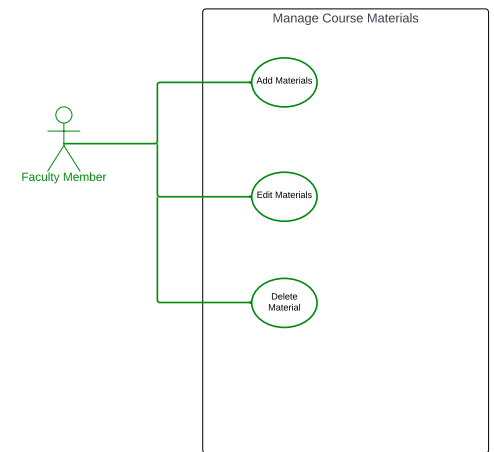 Manage Course Materials
Add Materials
Faculty Member
Edit Materials
Delete
Material